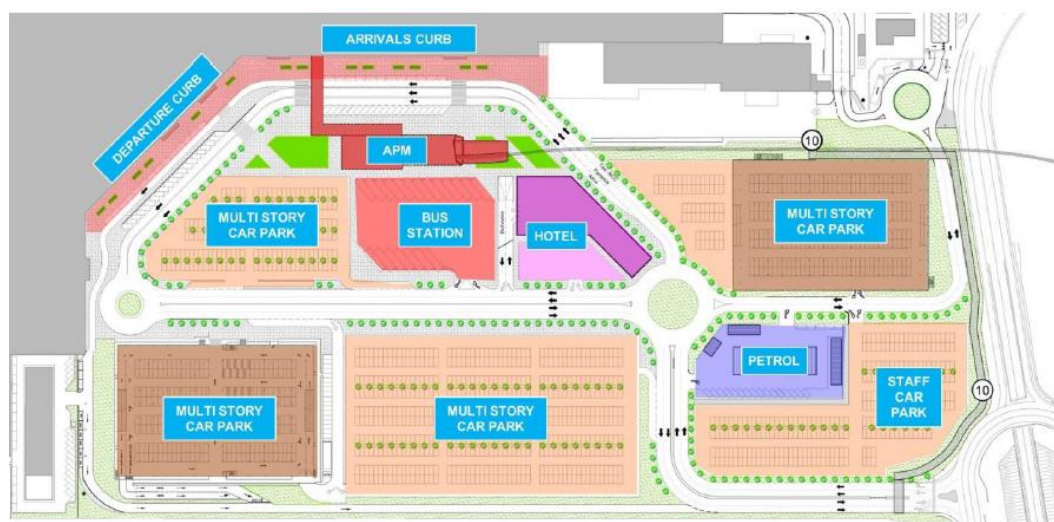 ARRIVALS CURB
DEPARTURE CURB
10
APM
MULTI STORY
CAR PARK
BUS
STATION
HOTEL
MULTI STORY
CAR PARK
PETROL
STAFF
CAR
PARK
10
MULTI STORY
CAR PARK
MULTI STORY
CAR PARK